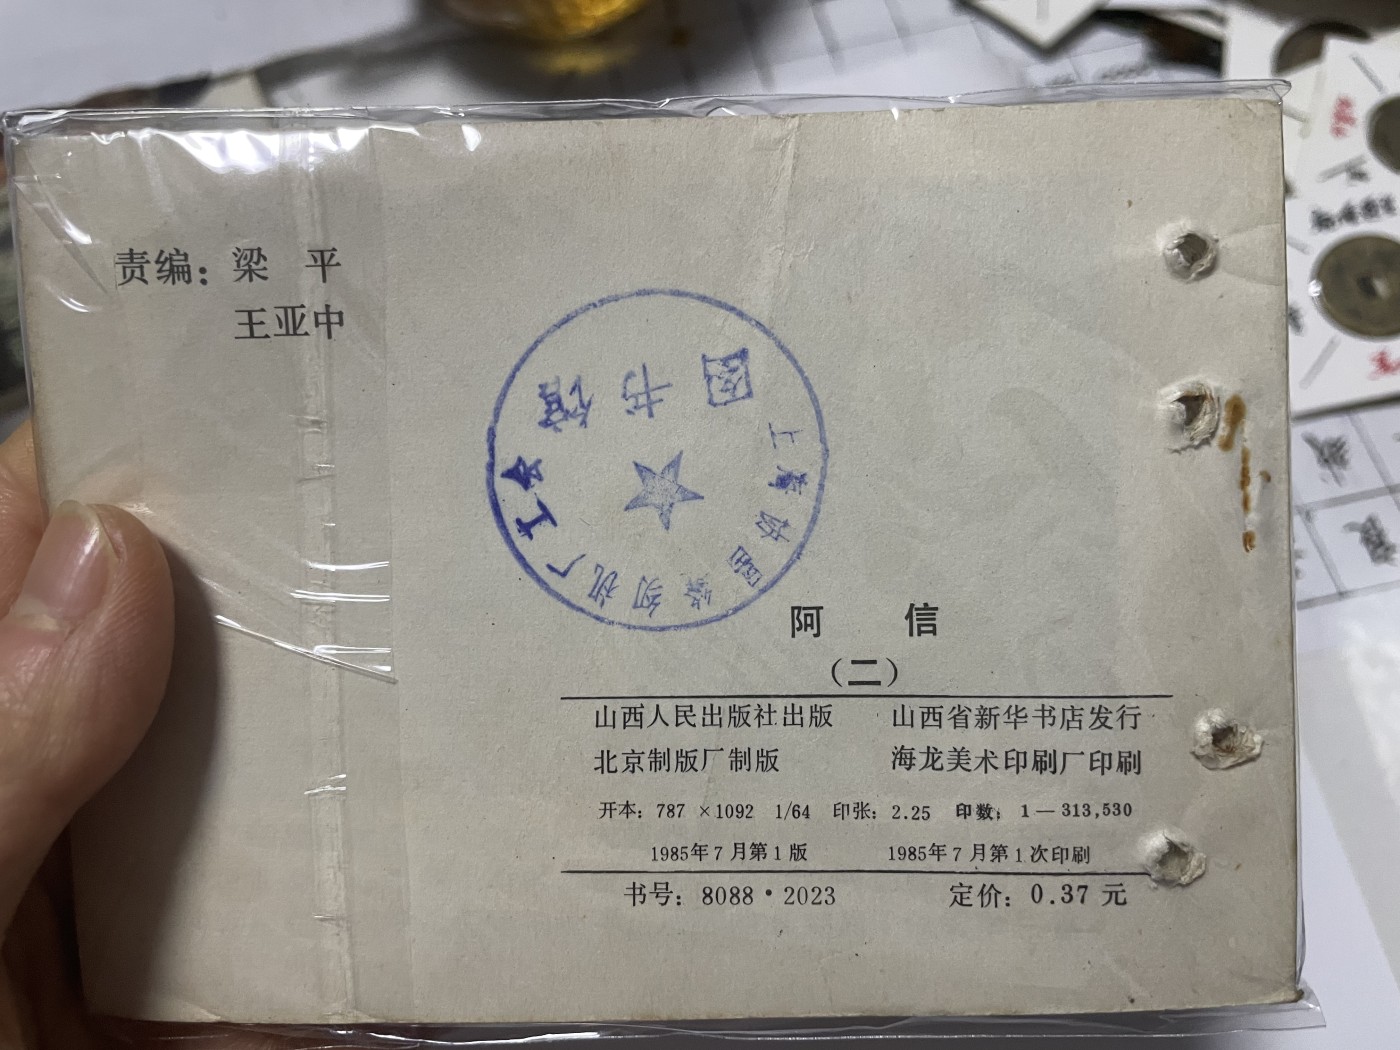 责编：梁 平
王亚中
图书馆
阿 信
（二）
山西人民出版社出版 山西省新华书店发行
北京制版厂制版 海龙美术印刷厂印刷
开本：787 ×1092 1/64 印张：2.25 印数：1—313,530
1985年7月第1版 1985年7月第1次印刷
书号：8088·2023 定价：0.37 元